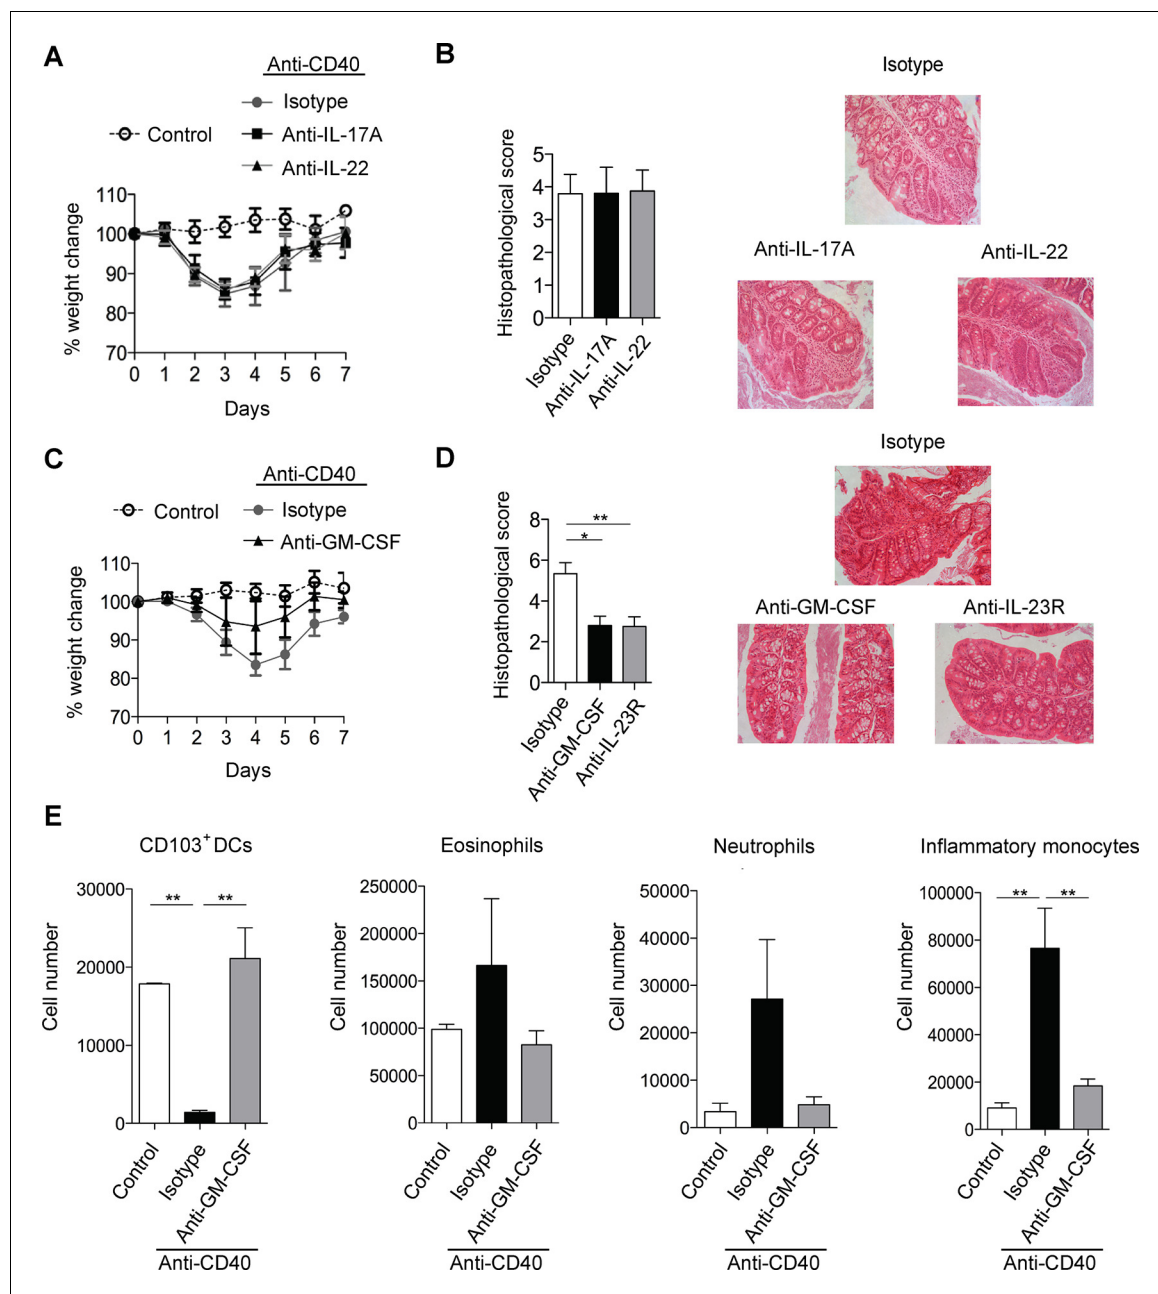 A
Anti-CD40
Isotype
Control
Anti-IL-17A
Anti-IL-22
% weight change
110
100
90
80
70
0 1 2 3 4 5 6 7
Days
B
Histopathological score
5
4
3
2
1
0
Isotype
Anti-IL-17A
Anti-IL-22
Isotype
Anti-IL-17A
Anti-IL-22
C
Anti-CD40
Control
Isotype
Anti-GM-CSF
% weight change
110
100
90
80
70
0 1 2 3 4 5 6 7
Days
D
Histopathological score
8
6
4
2
0
**
*
Isotype
Anti-GM-CSF
Anti-IL-23R
Isotype
Anti-GM-CSF
Anti-IL-23R
E
CD103+ DCs
Cell number
30000
20000
10000
0
** **
Control
Isotype
Anti-GM-CSF
Anti-CD40
Eosinophils
Cell number
250000
200000
150000
100000
50000
0
Control
Isotype
Anti-GM-CSF
Anti-CD40
Neutrophils
Cell number
50000
40000
30000
20000
10000
0
Control
Isotype
Anti-GM-CSF
Anti-CD40
Inflammatory monocytes
Cell number
100000
80000
60000
40000
20000
0
** **
Control
Isotype
Anti-GM-CSF
Anti-CD40